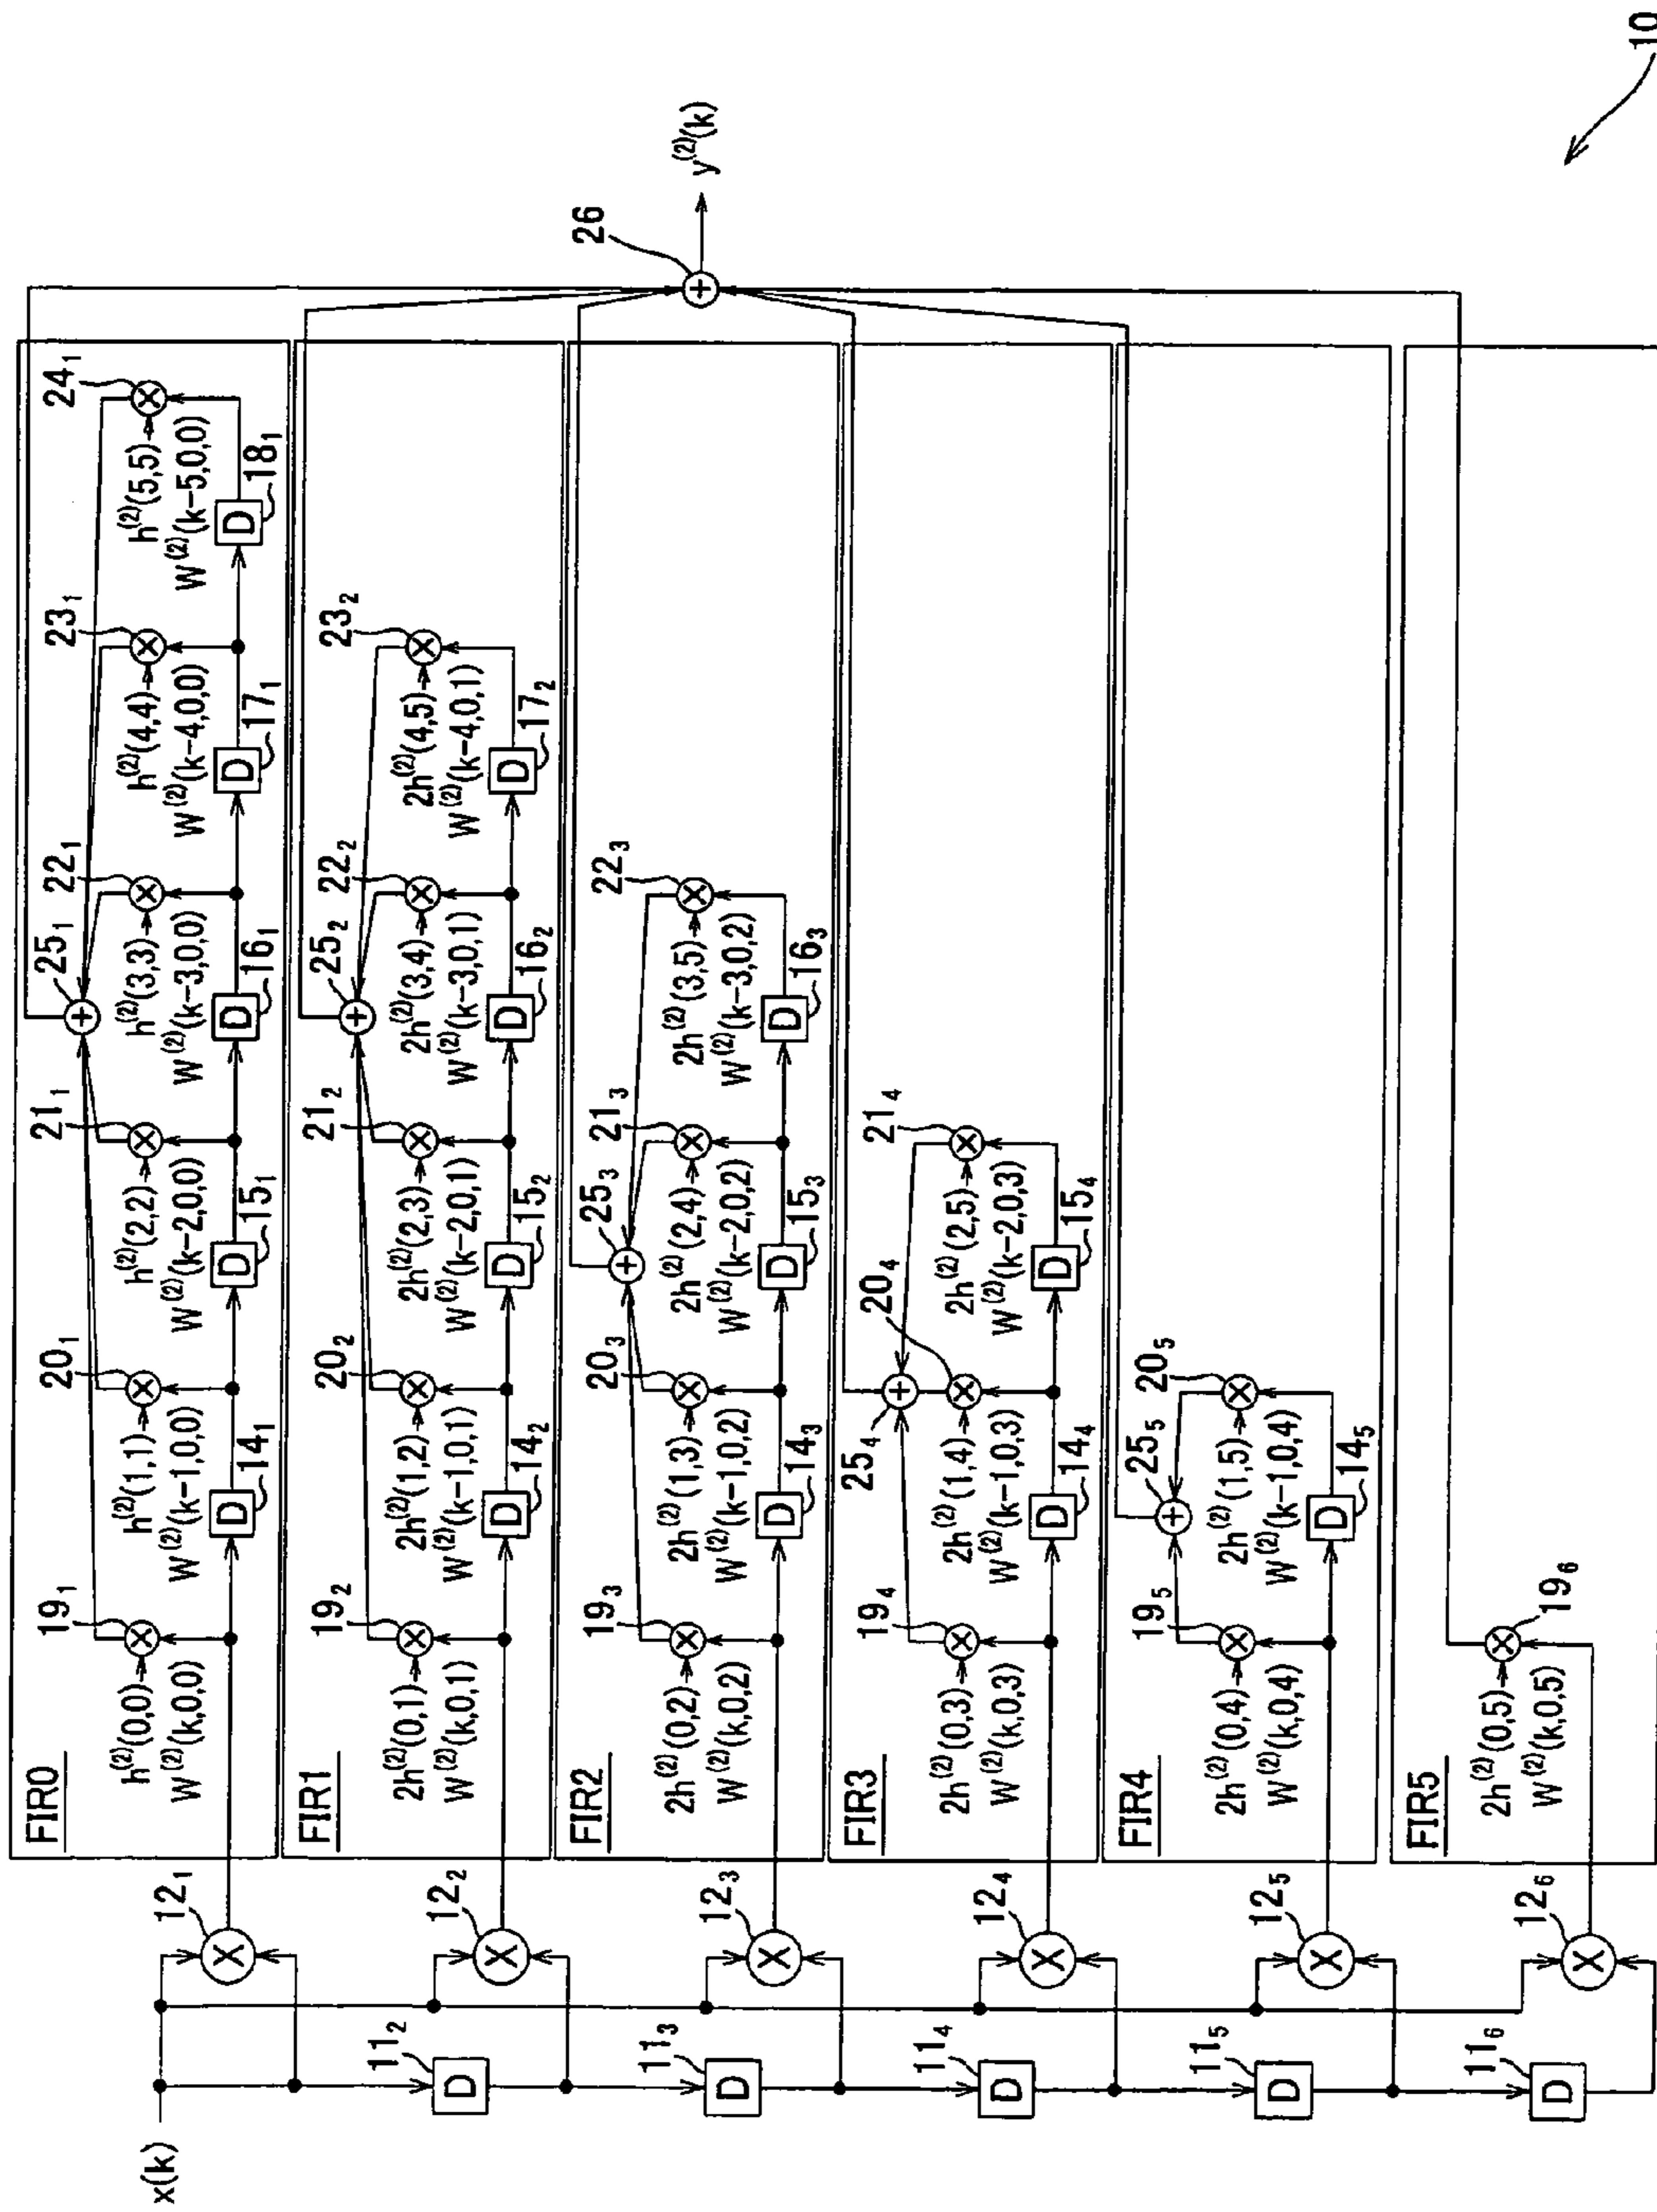 10
x(k)
y⁽²⁾(k)
26
FIR0
12₁
19₁
20₁
21₁
25₁
22₁
23₁
24₁
h⁽²⁾(0,0)
W⁽²⁾(k,0,0)
h⁽²⁾(1,1)
W⁽²⁾(k-1,0,0)
h⁽²⁾(2,2)
W⁽²⁾(k-2,0,0)
h⁽²⁾(3,3)
W⁽²⁾(k-3,0,0)
h⁽²⁾(4,4)
W⁽²⁾(k-4,0,0)
h⁽²⁾(5,5)
W⁽²⁾(k-5,0,0)
D 14₁
D 15₁
D 16₁
D 17₁
D 18₁
FIR1
11₂
D
12₂
19₂
20₂
21₂
25₂
22₂
23₂
2h⁽²⁾(0,1)
W⁽²⁾(k,0,1)
2h⁽²⁾(1,2)
W⁽²⁾(k-1,0,1)
2h⁽²⁾(2,3)
W⁽²⁾(k-2,0,1)
2h⁽²⁾(3,4)
W⁽²⁾(k-3,0,1)
2h⁽²⁾(4,5)
W⁽²⁾(k-4,0,1)
D 14₂
D 15₂
D 16₂
D 17₂
FIR2
11₃
D
12₃
19₃
20₃
25₃
21₃
22₃
2h⁽²⁾(0,2)
W⁽²⁾(k,0,2)
2h⁽²⁾(1,3)
W⁽²⁾(k-1,0,2)
2h⁽²⁾(2,4)
W⁽²⁾(k-2,0,2)
2h⁽²⁾(3,5)
W⁽²⁾(k-3,0,2)
D 14₃
D 15₃
D 16₃
FIR3
11₄
D
12₄
19₄
25₄
20₄
21₄
2h⁽²⁾(0,3)
W⁽²⁾(k,0,3)
2h⁽²⁾(1,4)
W⁽²⁾(k-1,0,3)
2h⁽²⁾(2,5)
W⁽²⁾(k-2,0,3)
D 14₄
D 15₄
FIR4
11₅
D
12₅
19₅
25₅
20₅
2h⁽²⁾(0,4)
W⁽²⁾(k,0,4)
2h⁽²⁾(1,5)
W⁽²⁾(k-1,0,4)
D 14₅
FIR5
11₆
D
12₆
19₆
2h⁽²⁾(0,5)
W⁽²⁾(k,0,5)